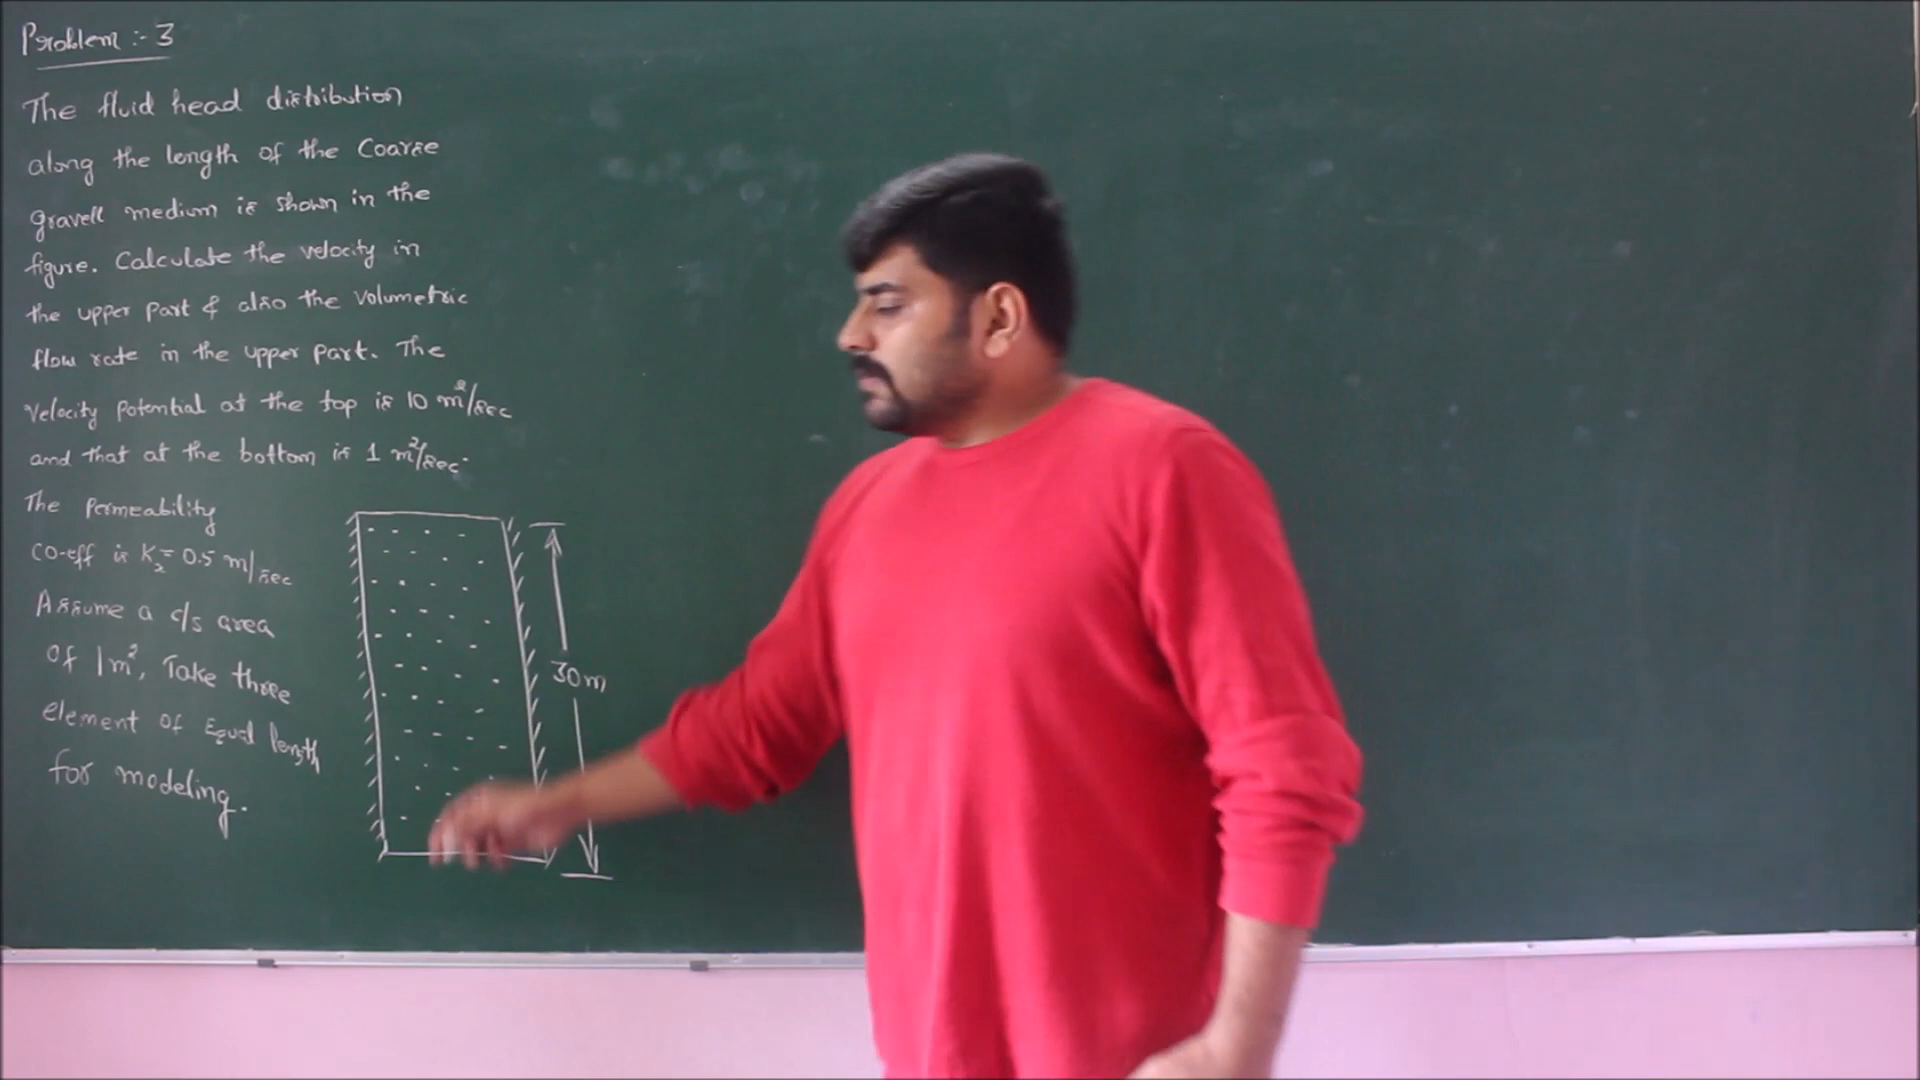 Problem :- 3
The fluid head distribution
along the length of the Coarse
gravell medium is shown in the
figure. Calculate the velocity in
the upper part & also the volumetric
flow rate in the upper part. The
velocity potential at the top is 10 m²/sec
and that at the bottom is 1 m²/sec.
The Permeability
co-eff is Kₓ = 0.5 m/sec
Assume a c/s area
of 1m², Take three
element of Equal length
for modeling.
30m